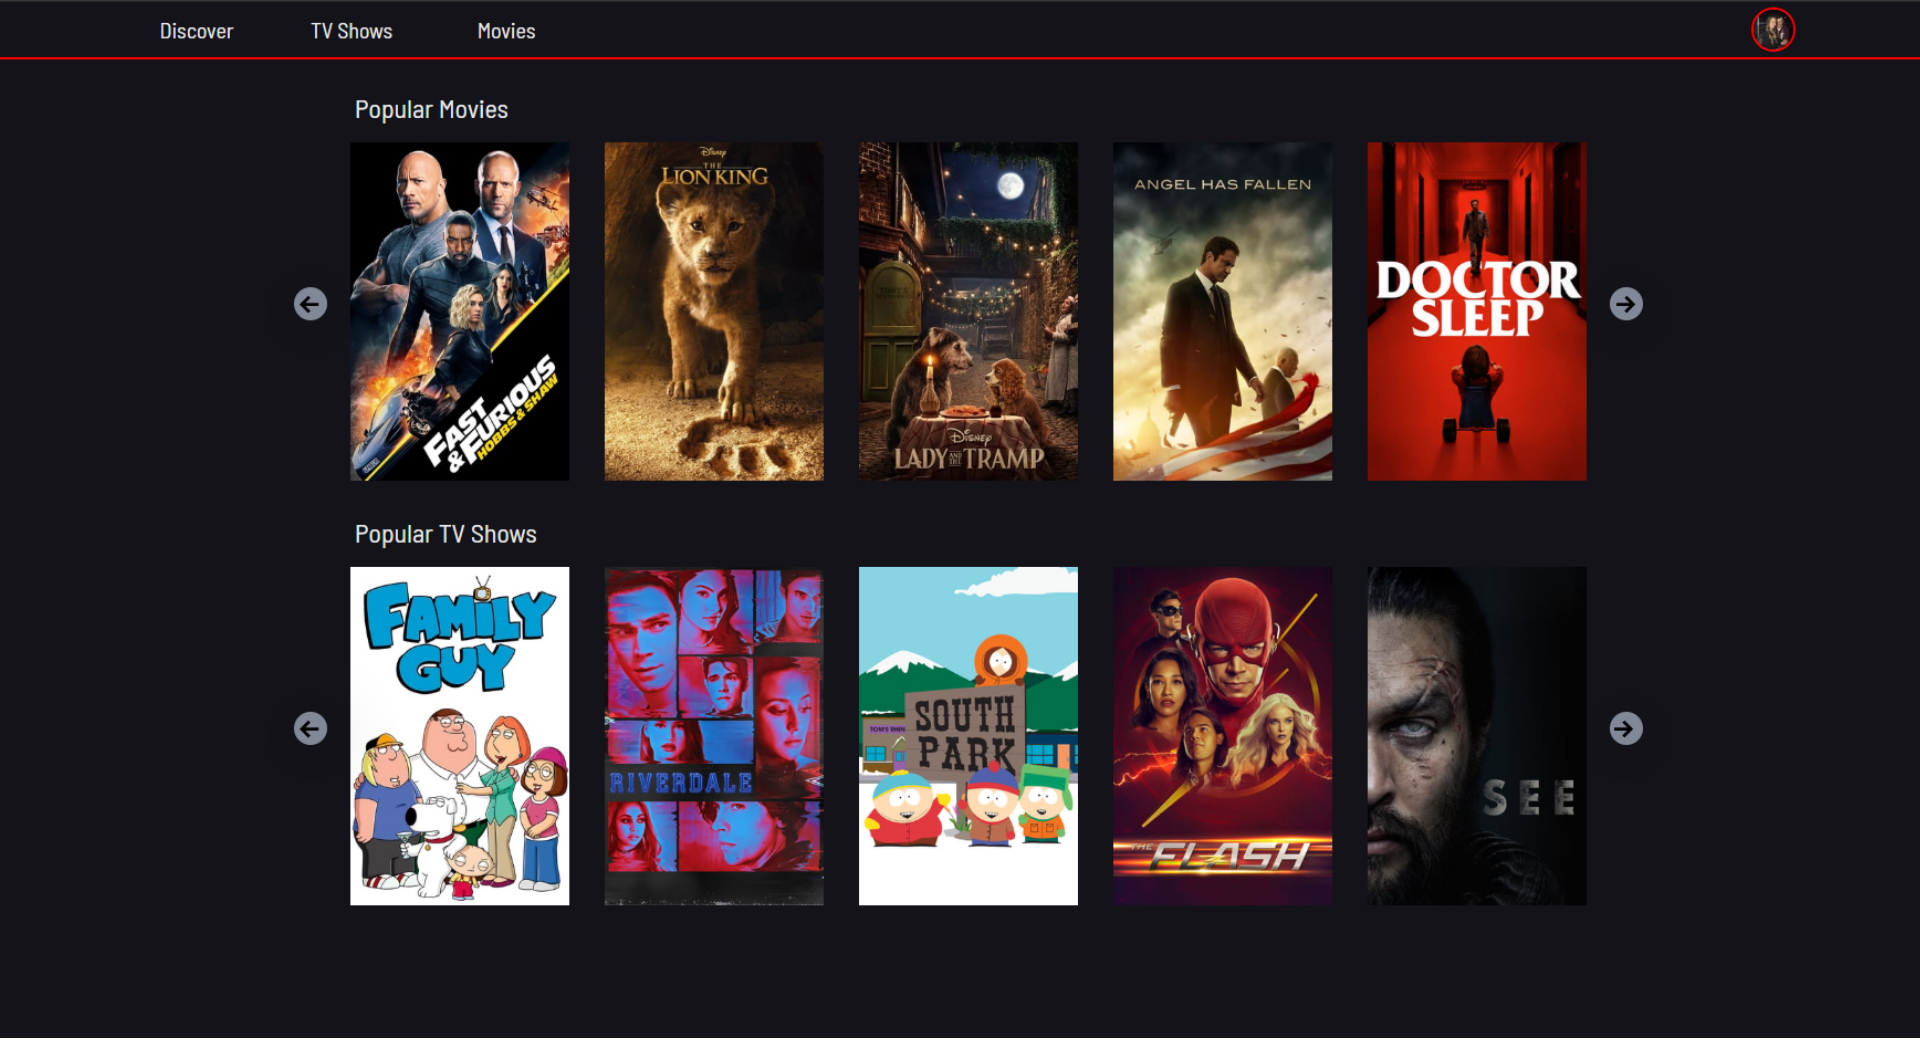 Discover
TV Shows
Movies
Popular Movies
FAST
& FURIOUS
HOBBS & SHAW
Disney
THE
LION KING
Disney
LADY AND THE TRAMP
ANGEL HAS FALLEN
DOCTOR
SLEEP
Popular TV Shows
FAMILY
GUY
RIVERDALE
SOUTH
PARK
THE FLASH
SEE